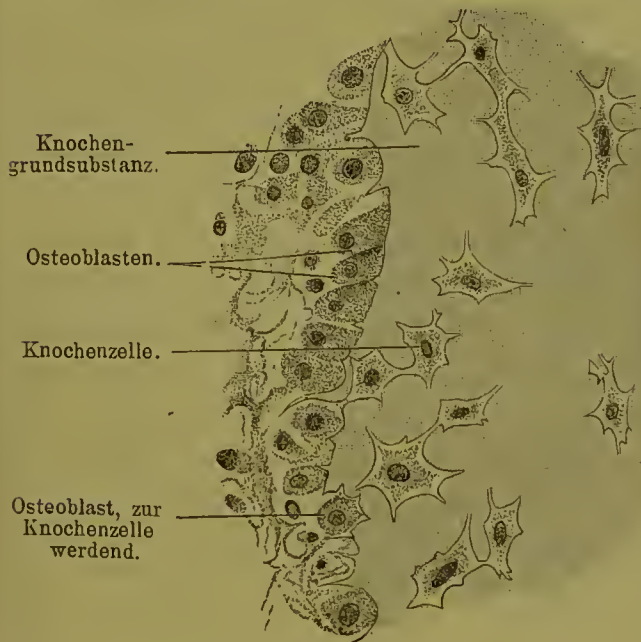 Knochen-
grundsubstanz.
Osteoblasten.
Knochenzelle.
Osteoblast, zur
Knochenzelle
werdend.